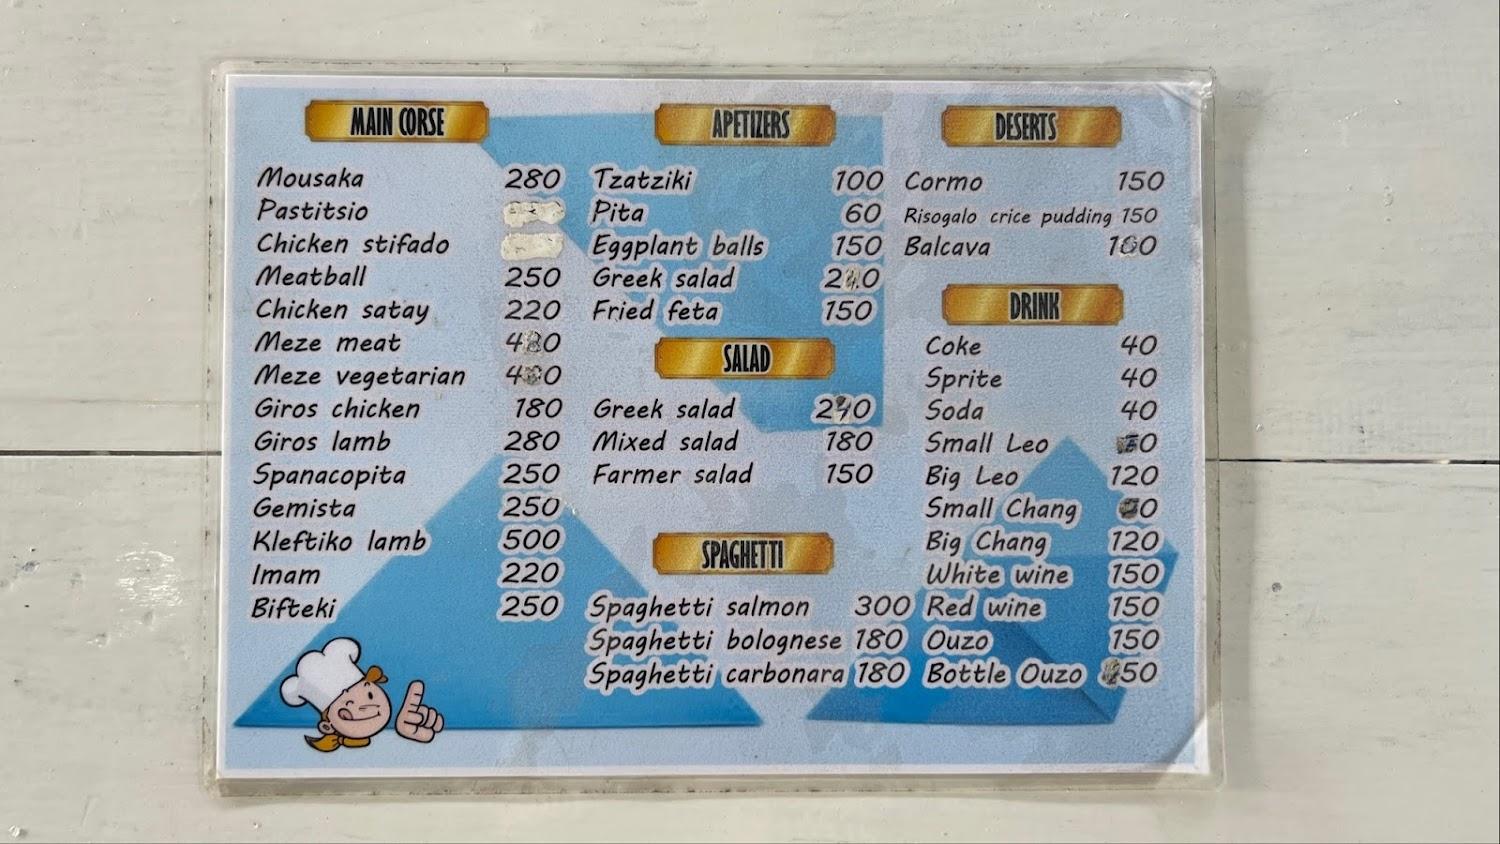 MAIN CORSE
Mousaka 280
Pastitsio
Chicken stifado
Meatball 250
Chicken satay 220
Meze meat
Meze vegetarian
Giros chicken 180
Giros lamb 280
Spanacopita 250
Gemista 250
Kleftiko lamb 500
Imam 220
Bifteki 250
APETIZERS
Tzatziki 100
Pita 60
Eggplant balls 150
Greek salad
Fried feta 150
SALAD
Greek salad
Mixed salad 180
Farmer salad 150
SPAGHETTI
Spaghetti salmon 300
Spaghetti bolognese 180
Spaghetti carbonara 180
DESERTS
Cormo 150
Risogalo crice pudding 150
Balcava
DRINK
Coke 40
Sprite 40
Soda 40
Small Leo
Big Leo 120
Small Chang
Big Chang 120
White wine 150
Red wine 150
Ouzo 150
Bottle Ouzo